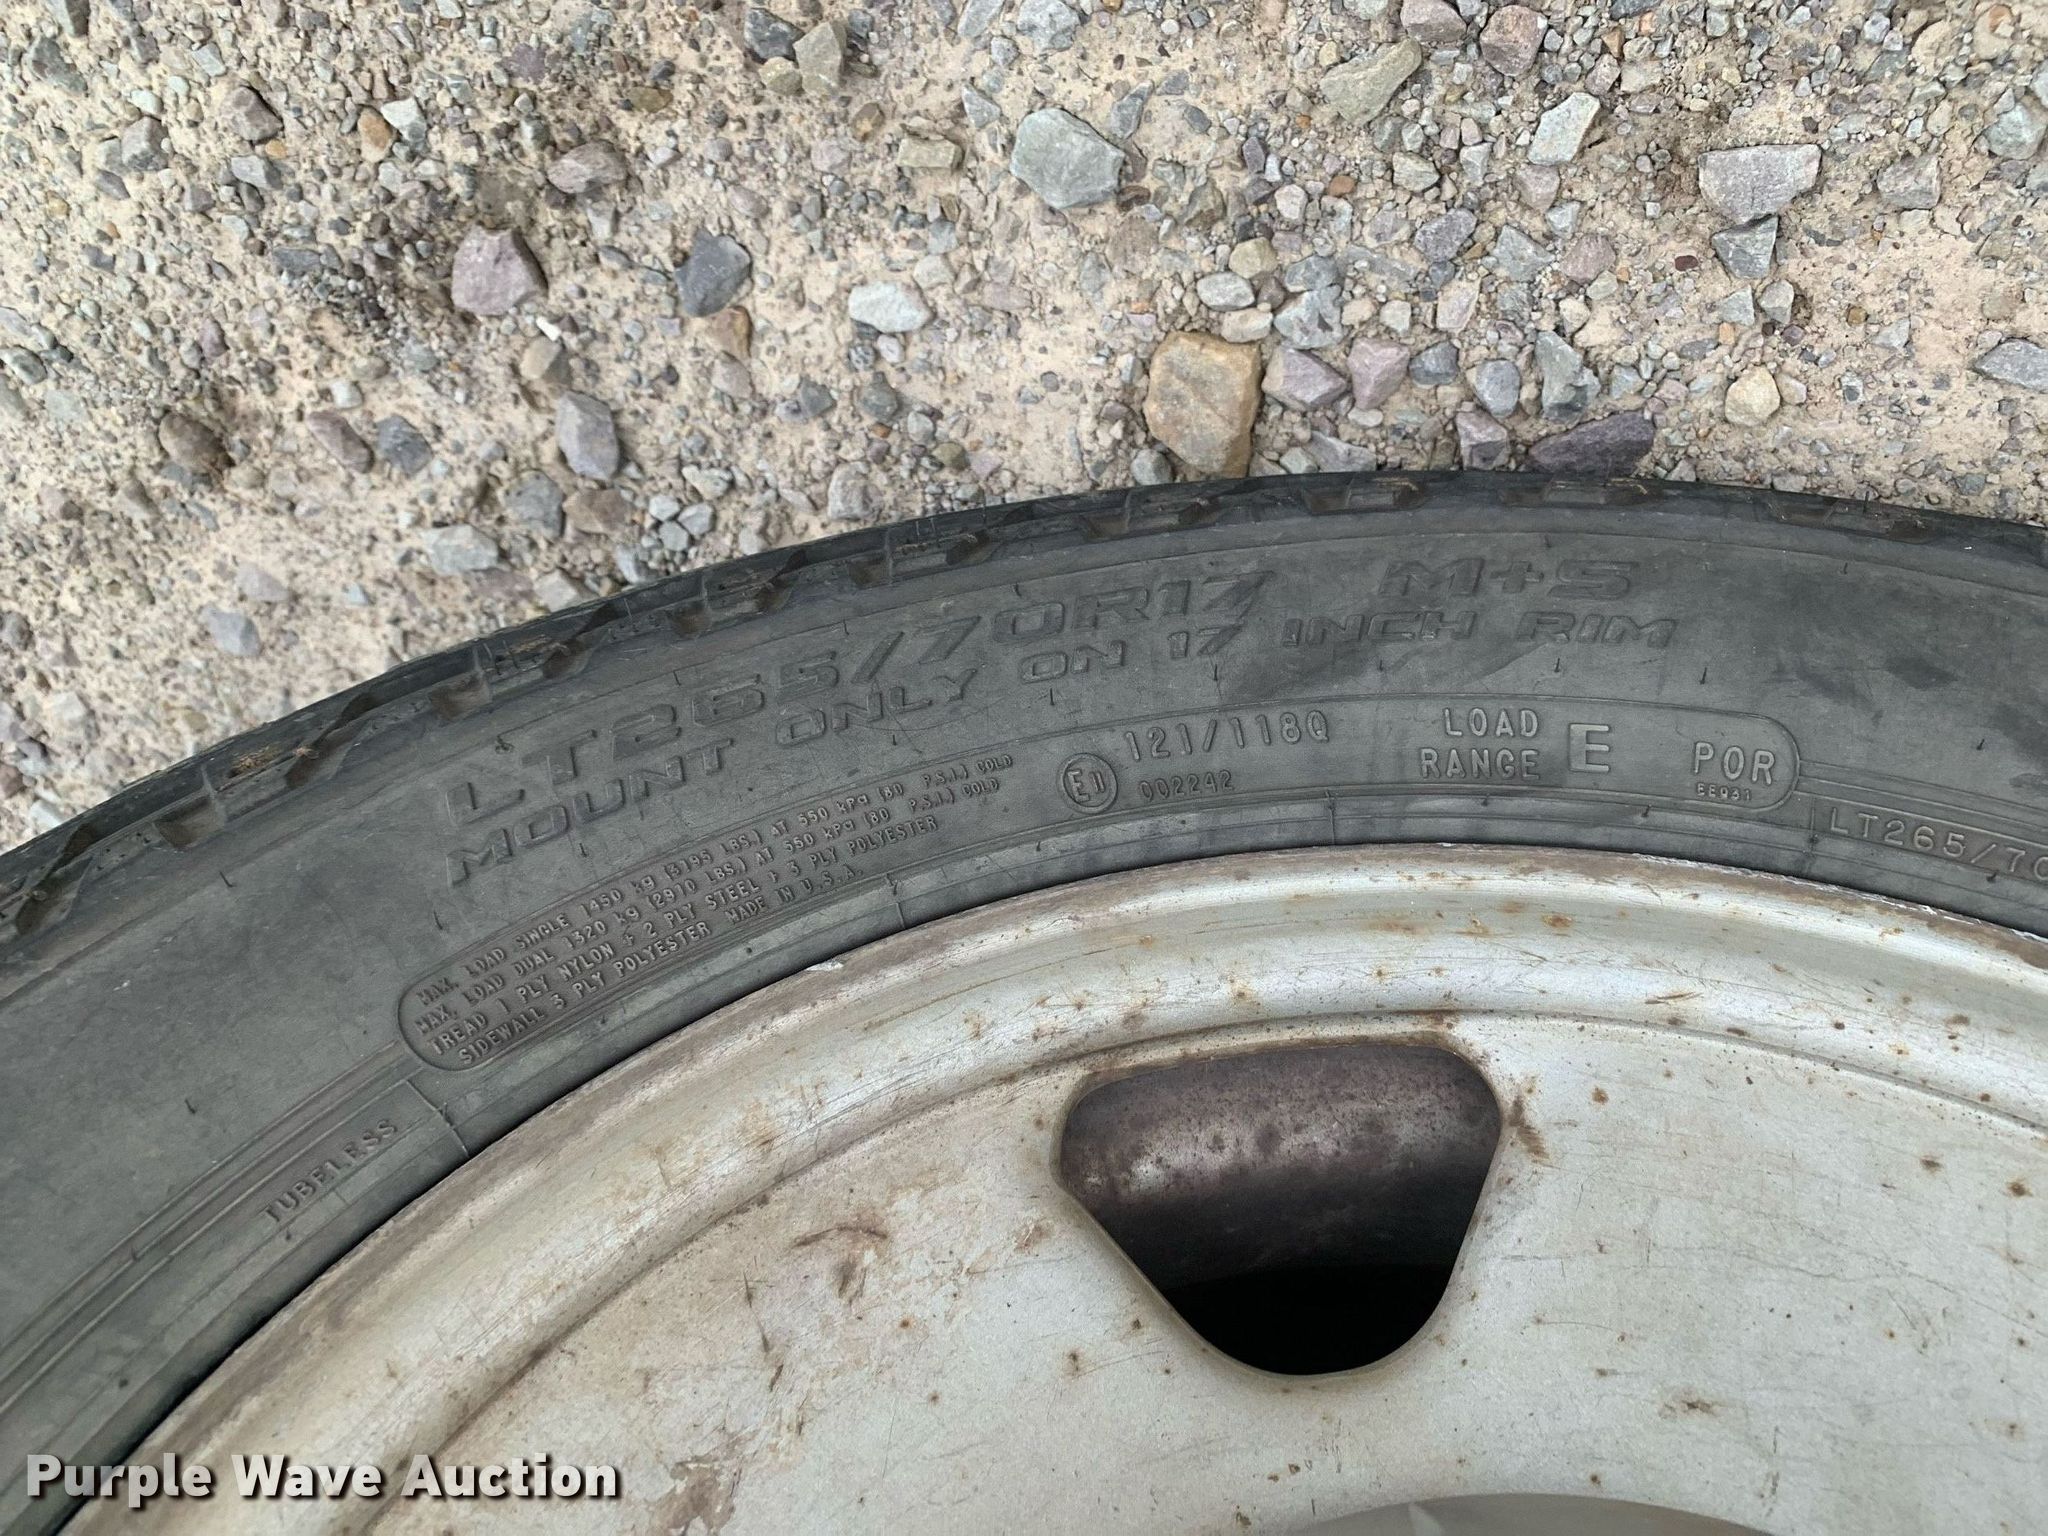 LT265/70R17 M+S
MOUNT ONLY ON 17 INCH RIM
MAX. LOAD SINGLE 1450 kg (3195 LBS.) AT 550 kPa (80 P.S.I.) COLD
MAX. LOAD DUAL 1320 kg (2910 LBS.) AT 550 kPa (80 P.S.I.) COLD
TREAD 1 PLY NYLON + 2 PLY STEEL + 3 PLY POLYESTER
SIDEWALL 3 PLY POLYESTER MADE IN U.S.A.
E11 121/118Q
002242
LOAD
RANGE E
POR
EE931
LT265/70
TUBELESS
Purple Wave Auction